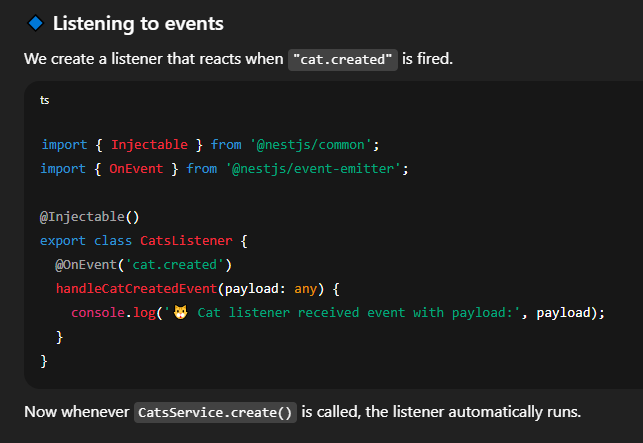 🔹 Listening to events
We create a listener that reacts when "cat.created" is fired.
ts
import { Injectable } from '@nestjs/common';
import { OnEvent } from '@nestjs/event-emitter';

@Injectable()
export class CatsListener {
  @OnEvent('cat.created')
  handleCatCreatedEvent(payload: any) {
    console.log('🐱 Cat listener received event with payload:', payload);
  }
}
Now whenever CatsService.create() is called, the listener automatically runs.